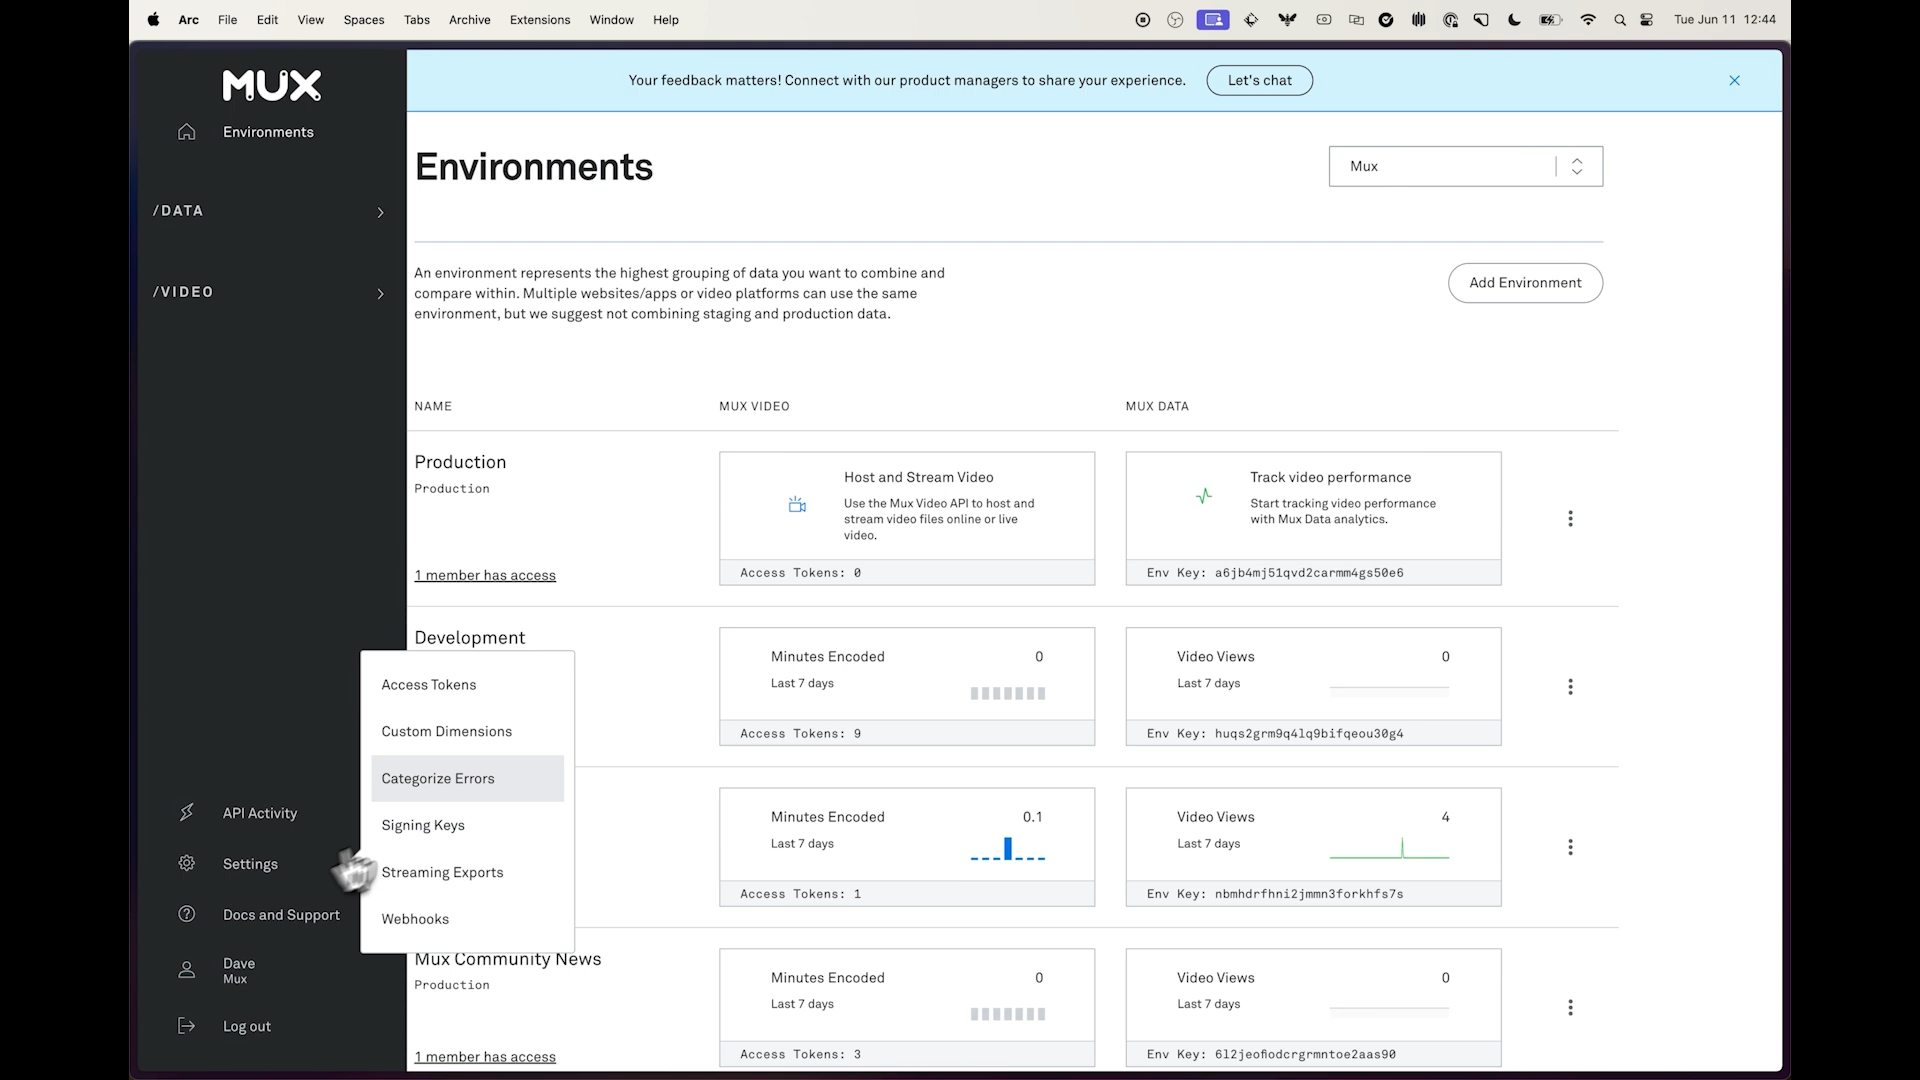 Arc File Edit View Spaces Tabs Archive Extensions Window Help Tue Jun 11 12:44
MUX
Environments
/DATA
/VIDEO
API Activity
Settings
Docs and Support
Dave
Mux
Log out
Access Tokens
Custom Dimensions
Categorize Errors
Signing Keys
Streaming Exports
Webhooks
Your feedback matters! Connect with our product managers to share your experience. Let's chat
Environments
Mux
An environment represents the highest grouping of data you want to combine and
compare within. Multiple websites/apps or video platforms can use the same
environment, but we suggest not combining staging and production data.
Add Environment
NAME MUX VIDEO MUX DATA
Production
Production
1 member has access
Host and Stream Video
Use the Mux Video API to host and
stream video files online or live
video.
Access Tokens: 0
Track video performance
Start tracking video performance
with Mux Data analytics.
Env Key: a6jb4mj51qvd2carmm4gs50e6
Development
Minutes Encoded 0
Last 7 days
Access Tokens: 9
Video Views 0
Last 7 days
Env Key: huqs2grm9q4lq9bifqeou30g4
Minutes Encoded 0.1
Last 7 days
Access Tokens: 1
Video Views 4
Last 7 days
Env Key: nbmhdrfhni2jmmn3forkhfs7s
Mux Community News
Production
1 member has access
Minutes Encoded 0
Last 7 days
Access Tokens: 3
Video Views 0
Last 7 days
Env Key: 6l2jeofiodcrgrmntoe2aas90